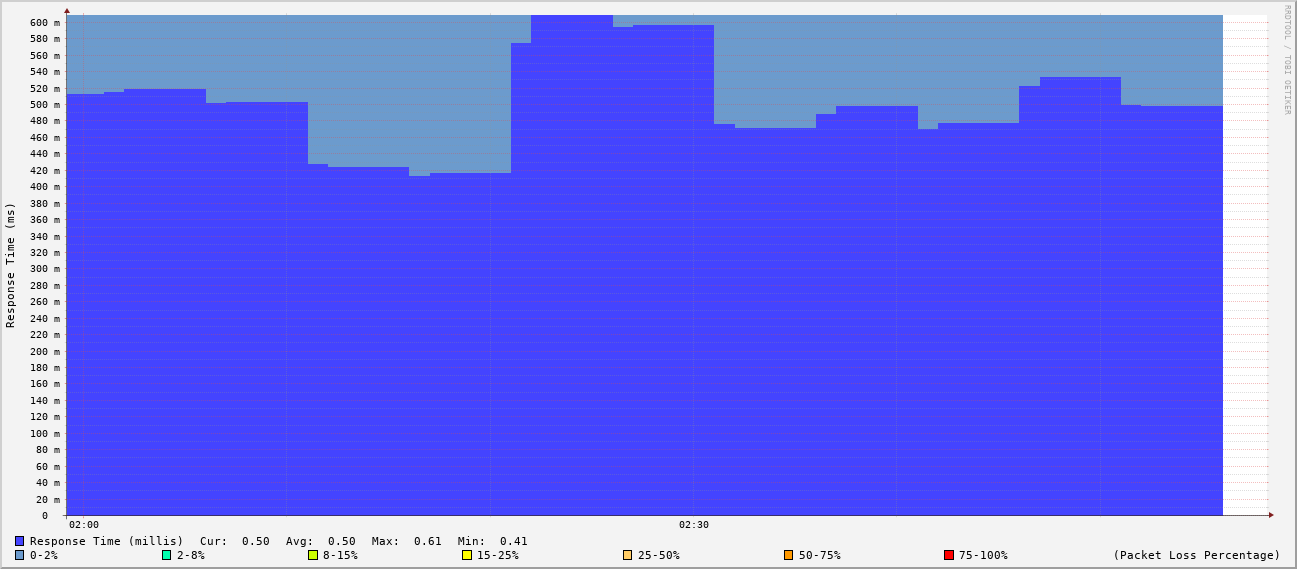 RRDTOOL / TOBI OETIKER
Response Time (ms)
600 m
580 m
560 m
540 m
520 m
500 m
480 m
460 m
440 m
420 m
400 m
380 m
360 m
340 m
320 m
300 m
280 m
260 m
240 m
220 m
200 m
180 m
160 m
140 m
120 m
100 m
80 m
60 m
40 m
20 m
0
02:00 02:30
Response Time (millis) Cur: 0.50 Avg: 0.50 Max: 0.61 Min: 0.41
0-2% 2-8% 8-15% 15-25% 25-50% 50-75% 75-100% (Packet Loss Percentage)